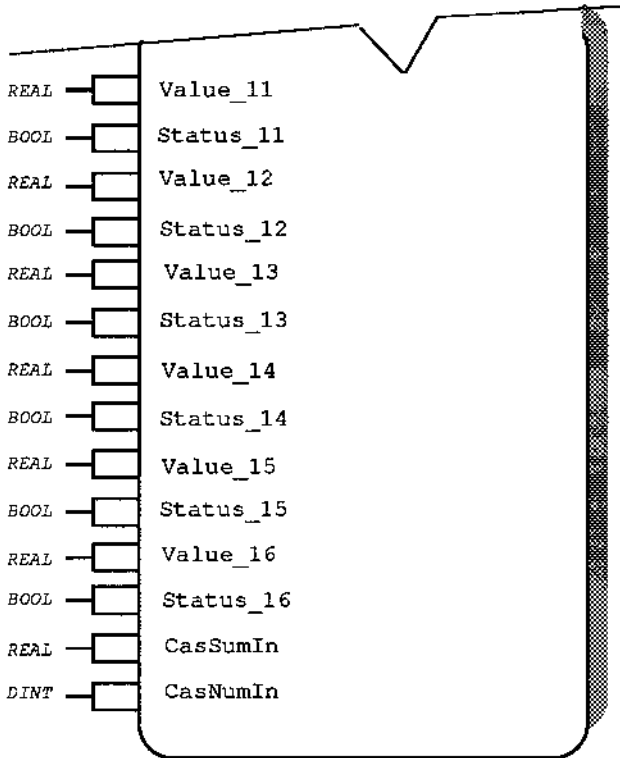 REAL Value_11
BOOL Status_11
REAL Value_12
BOOL Status_12
REAL Value_13
BOOL Status_13
REAL Value_14
BOOL Status_14
REAL Value_15
BOOL Status_15
REAL Value_16
BOOL Status_16
REAL CasSumIn
DINT CasNumIn